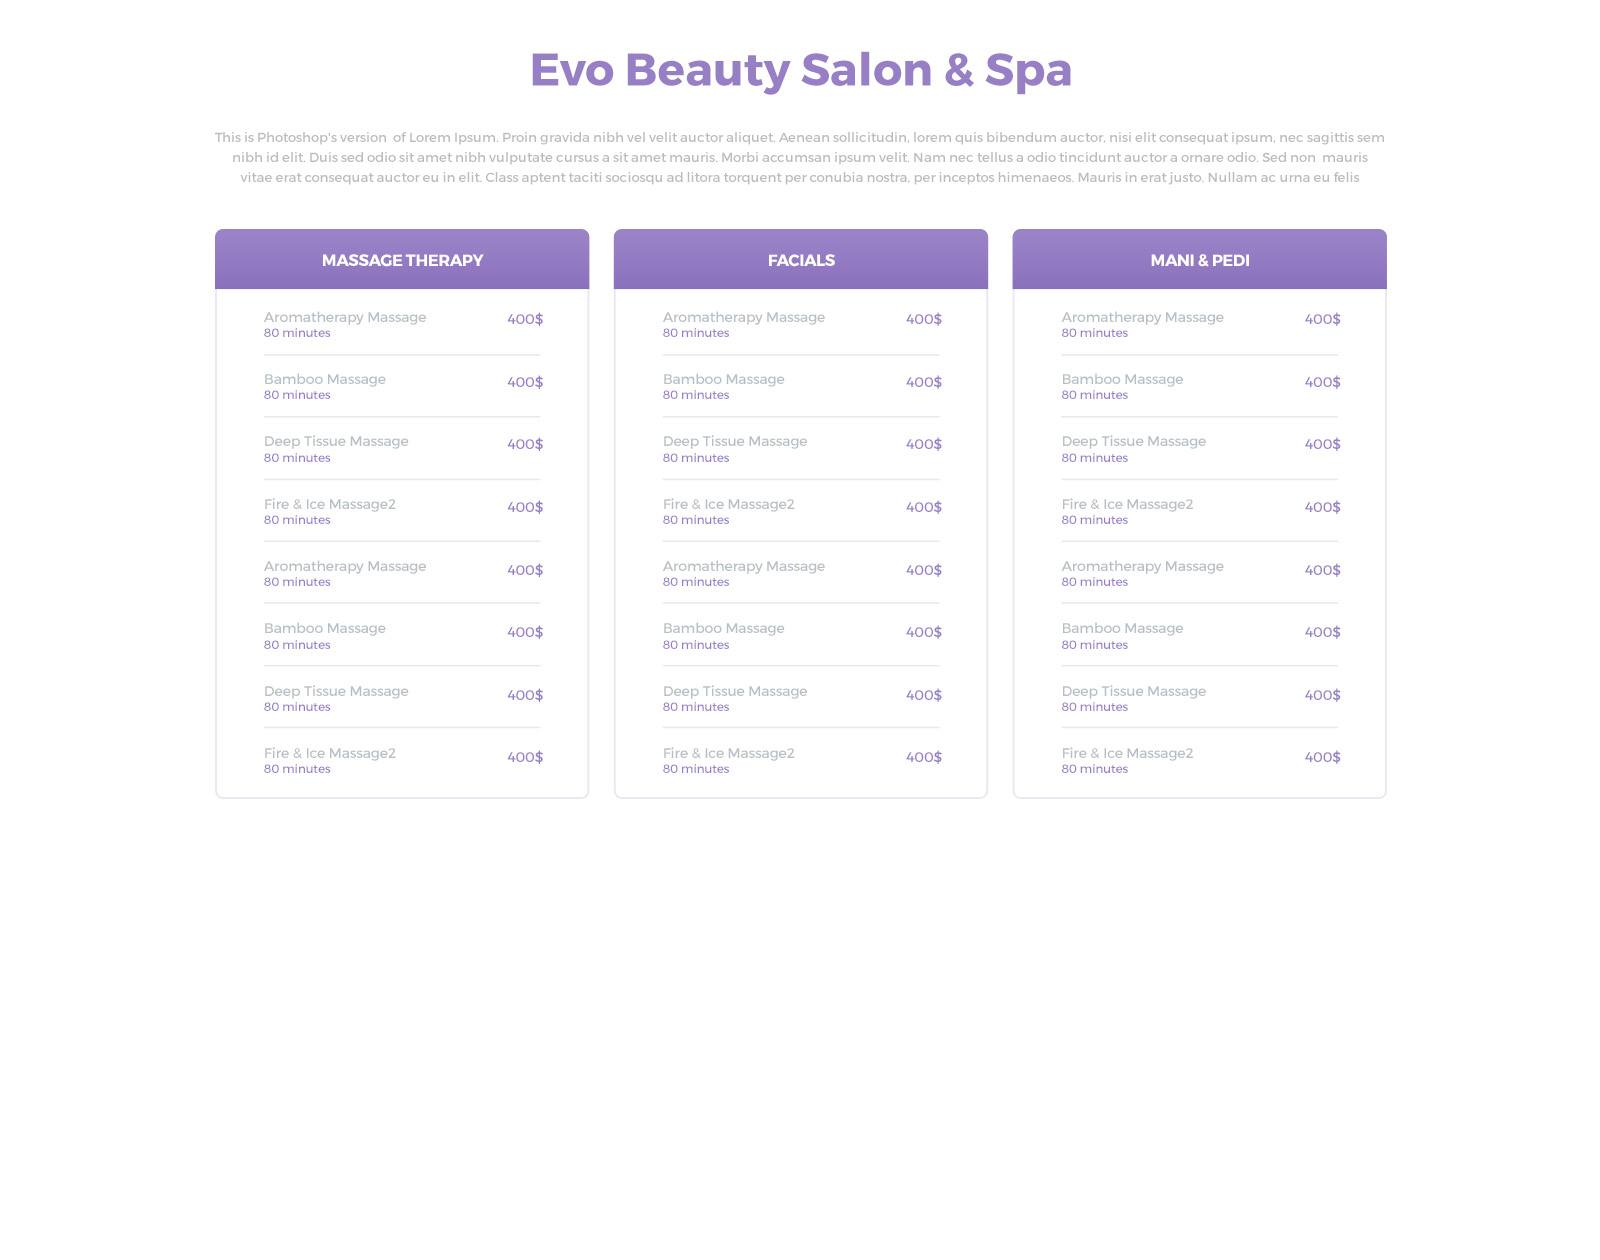 Evo Beauty Salon & Spa
This is Photoshop's version  of Lorem Ipsum. Proin gravida nibh vel velit auctor aliquet. Aenean sollicitudin, lorem quis bibendum auctor, nisi elit consequat ipsum, nec sagittis sem
nibh id elit. Duis sed odio sit amet nibh vulputate cursus a sit amet mauris. Morbi accumsan ipsum velit. Nam nec tellus a odio tincidunt auctor a ornare odio. Sed non  mauris
vitae erat consequat auctor eu in elit. Class aptent taciti sociosqu ad litora torquent per conubia nostra, per inceptos himenaeos. Mauris in erat justo. Nullam ac urna eu felis
MASSAGE THERAPY
Aromatherapy Massage 400$
80 minutes
Bamboo Massage 400$
80 minutes
Deep Tissue Massage 400$
80 minutes
Fire & Ice Massage2 400$
80 minutes
Aromatherapy Massage 400$
80 minutes
Bamboo Massage 400$
80 minutes
Deep Tissue Massage 400$
80 minutes
Fire & Ice Massage2 400$
80 minutes
FACIALS
Aromatherapy Massage 400$
80 minutes
Bamboo Massage 400$
80 minutes
Deep Tissue Massage 400$
80 minutes
Fire & Ice Massage2 400$
80 minutes
Aromatherapy Massage 400$
80 minutes
Bamboo Massage 400$
80 minutes
Deep Tissue Massage 400$
80 minutes
Fire & Ice Massage2 400$
80 minutes
MANI & PEDI
Aromatherapy Massage 400$
80 minutes
Bamboo Massage 400$
80 minutes
Deep Tissue Massage 400$
80 minutes
Fire & Ice Massage2 400$
80 minutes
Aromatherapy Massage 400$
80 minutes
Bamboo Massage 400$
80 minutes
Deep Tissue Massage 400$
80 minutes
Fire & Ice Massage2 400$
80 minutes